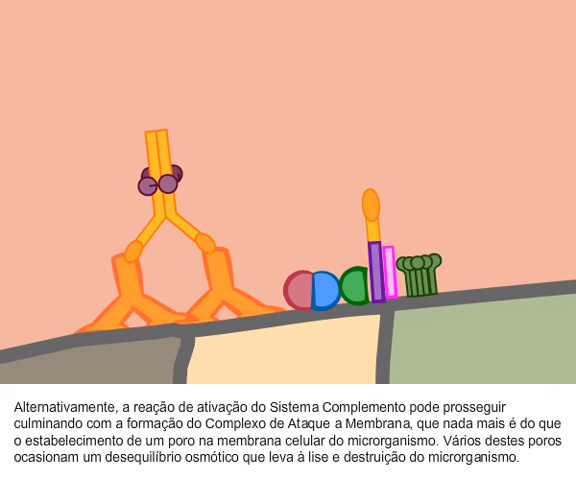 Alternativamente, a reação de ativação do Sistema Complemento pode prosseguir
culminando com a formação do Complexo de Ataque a Membrana, que nada mais é do que
o estabelecimento de um poro na membrana celular do microrganismo. Vários destes poros
ocasionam um desequilíbrio osmótico que leva à lise e destruição do microrganismo.